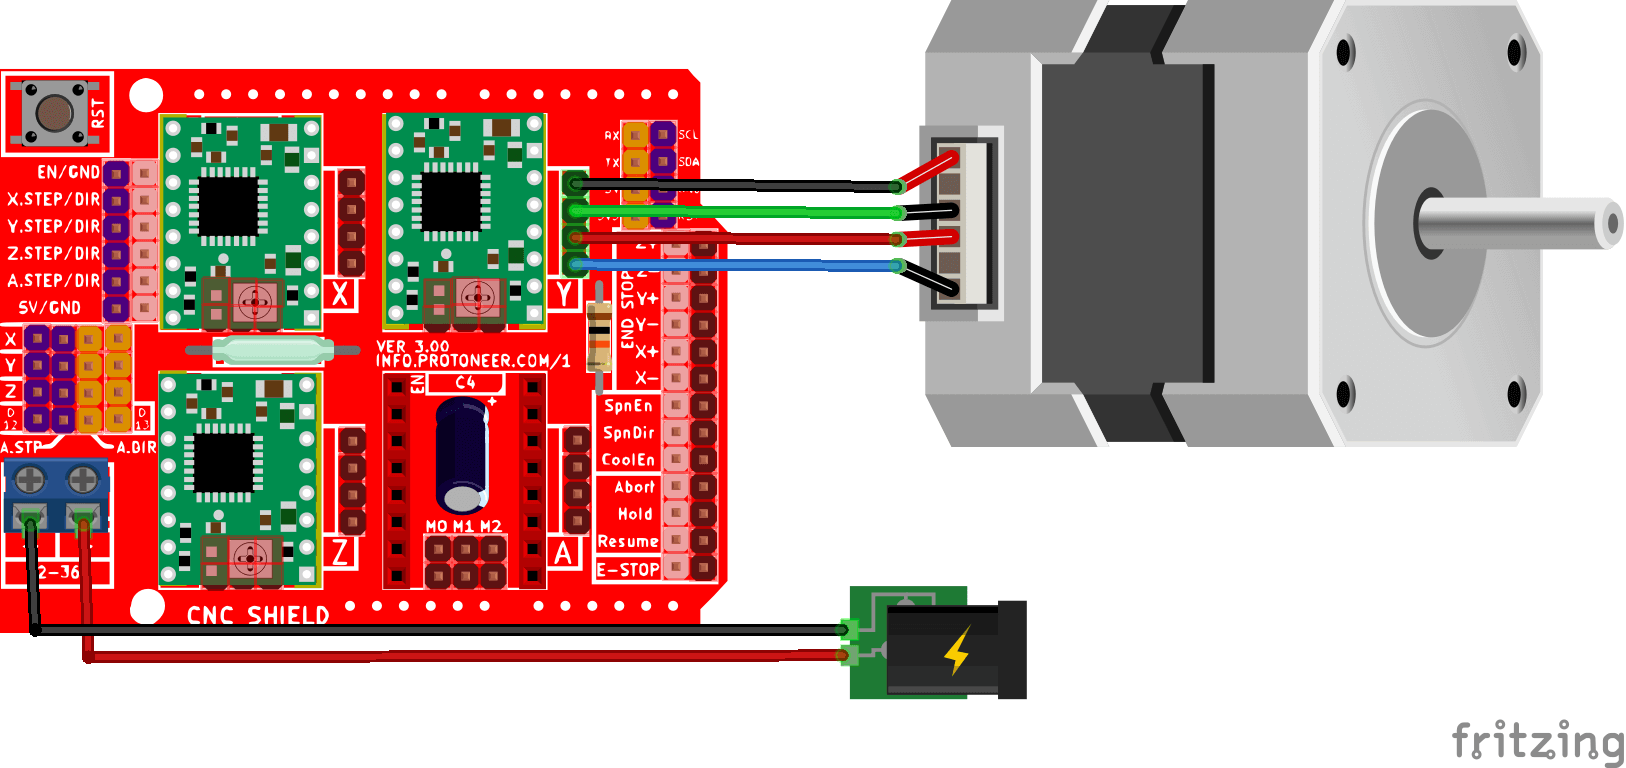 RST
EN/GND
X.STEP/DIR
Y.STEP/DIR
Z.STEP/DIR
A.STEP/DIR
5V/GND
X
Y
Z
D
12
D
13
A.STP
A.DIR
2-36
X
Y
VER 3.00
INFO.PROTONEER.COM/1
EN
C4
+
M0 M1 M2
Z
A
RX
SCL
TX
SDA
END STOP
Z+
Z-
Y+
Y-
X+
X-
SpnEn
SpnDir
CoolEn
Abort
Hold
Resume
E-STOP
CNC SHIELD
fritzing